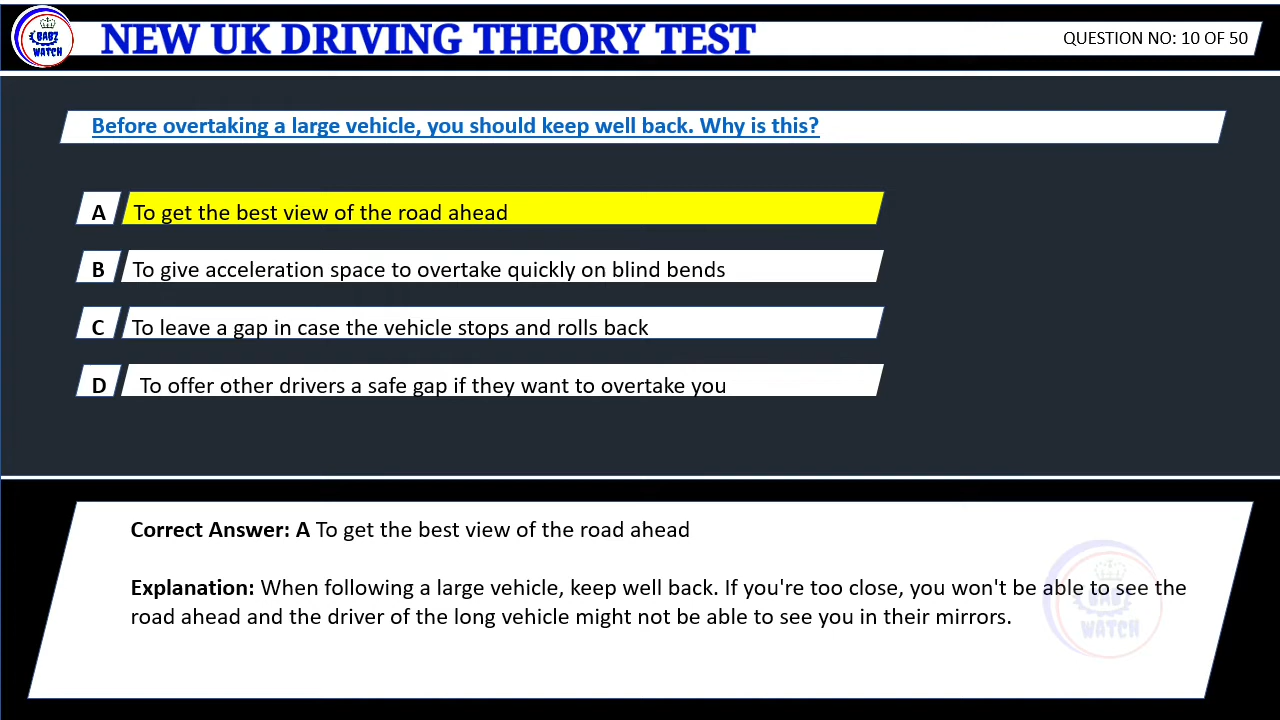 BABZ
WATCH
NEW UK DRIVING THEORY TEST
QUESTION NO: 10 OF 50
Before overtaking a large vehicle, you should keep well back. Why is this?
A To get the best view of the road ahead
B To give acceleration space to overtake quickly on blind bends
C To leave a gap in case the vehicle stops and rolls back
D To offer other drivers a safe gap if they want to overtake you
Correct Answer: A To get the best view of the road ahead
Explanation: When following a large vehicle, keep well back. If you're too close, you won't be able to see the
road ahead and the driver of the long vehicle might not be able to see you in their mirrors.
BABZ
WATCH